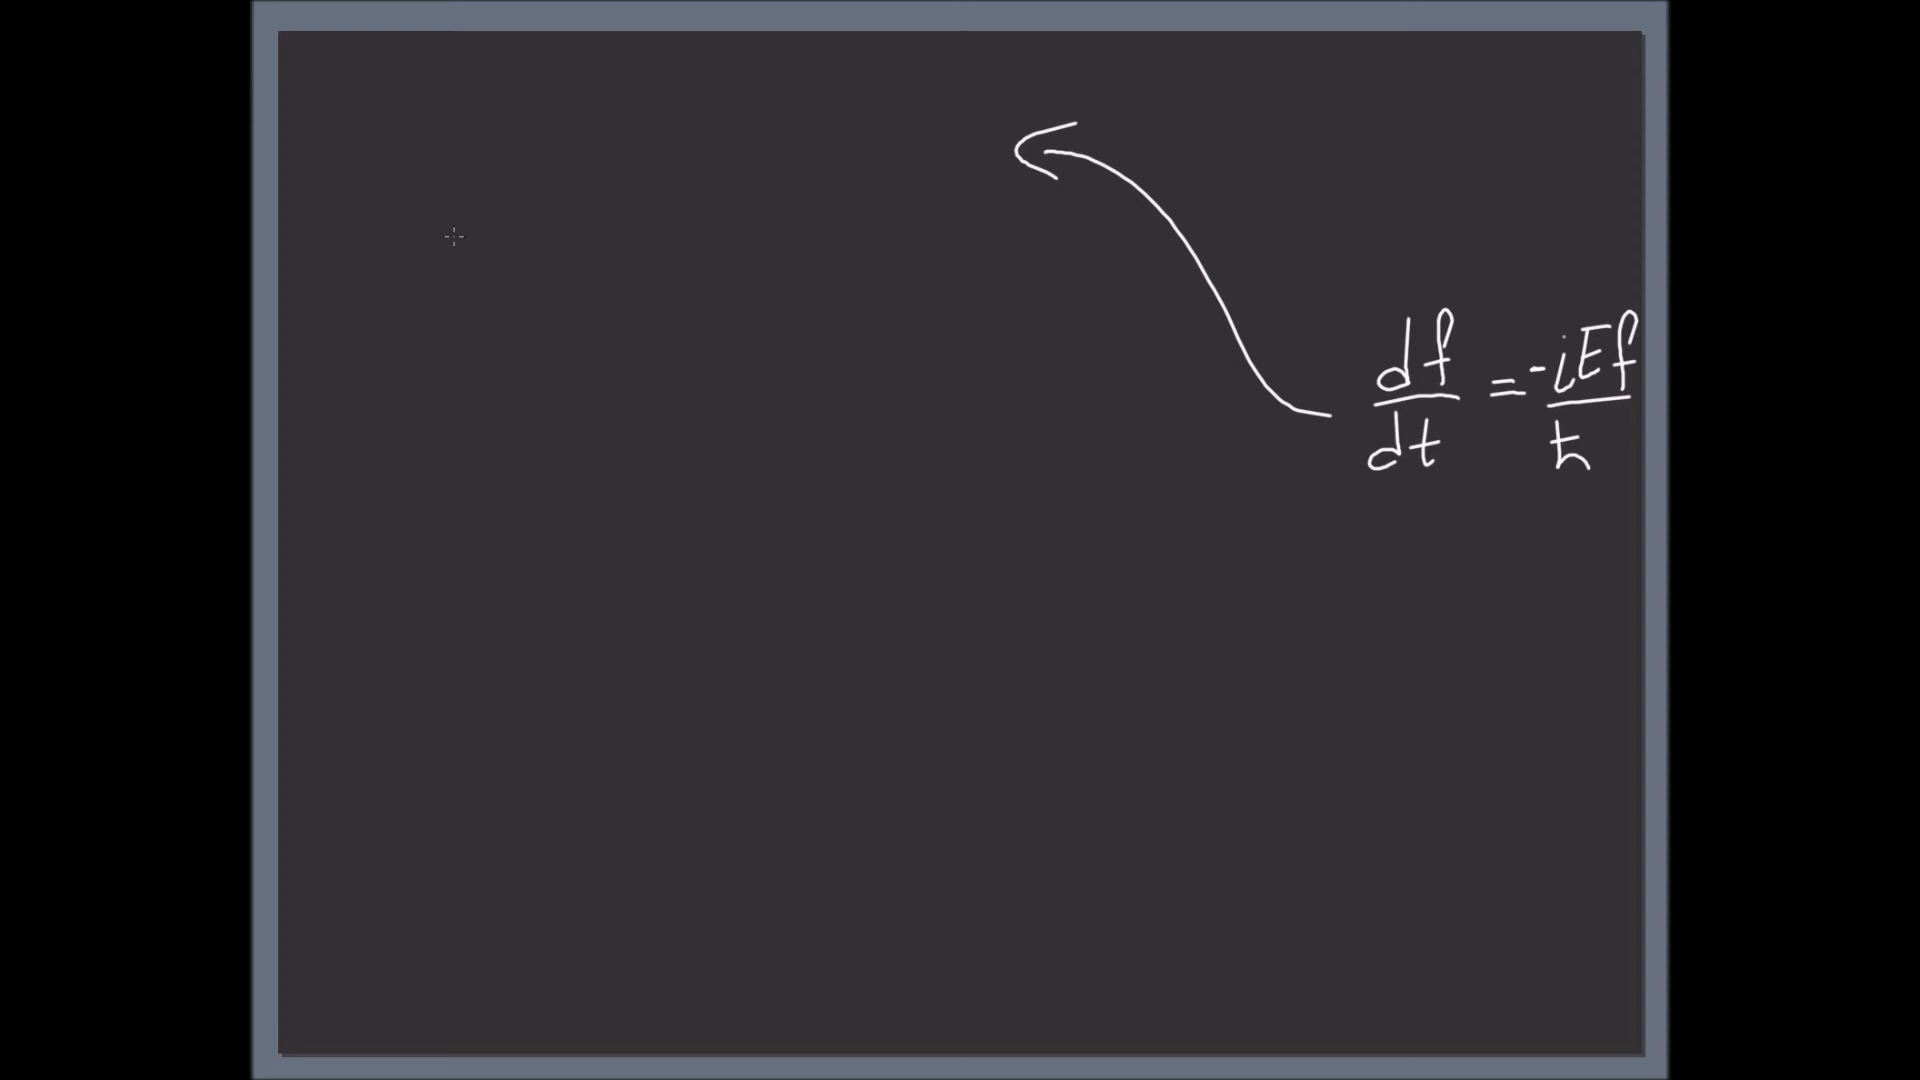 df/dt = -iEf/ħ